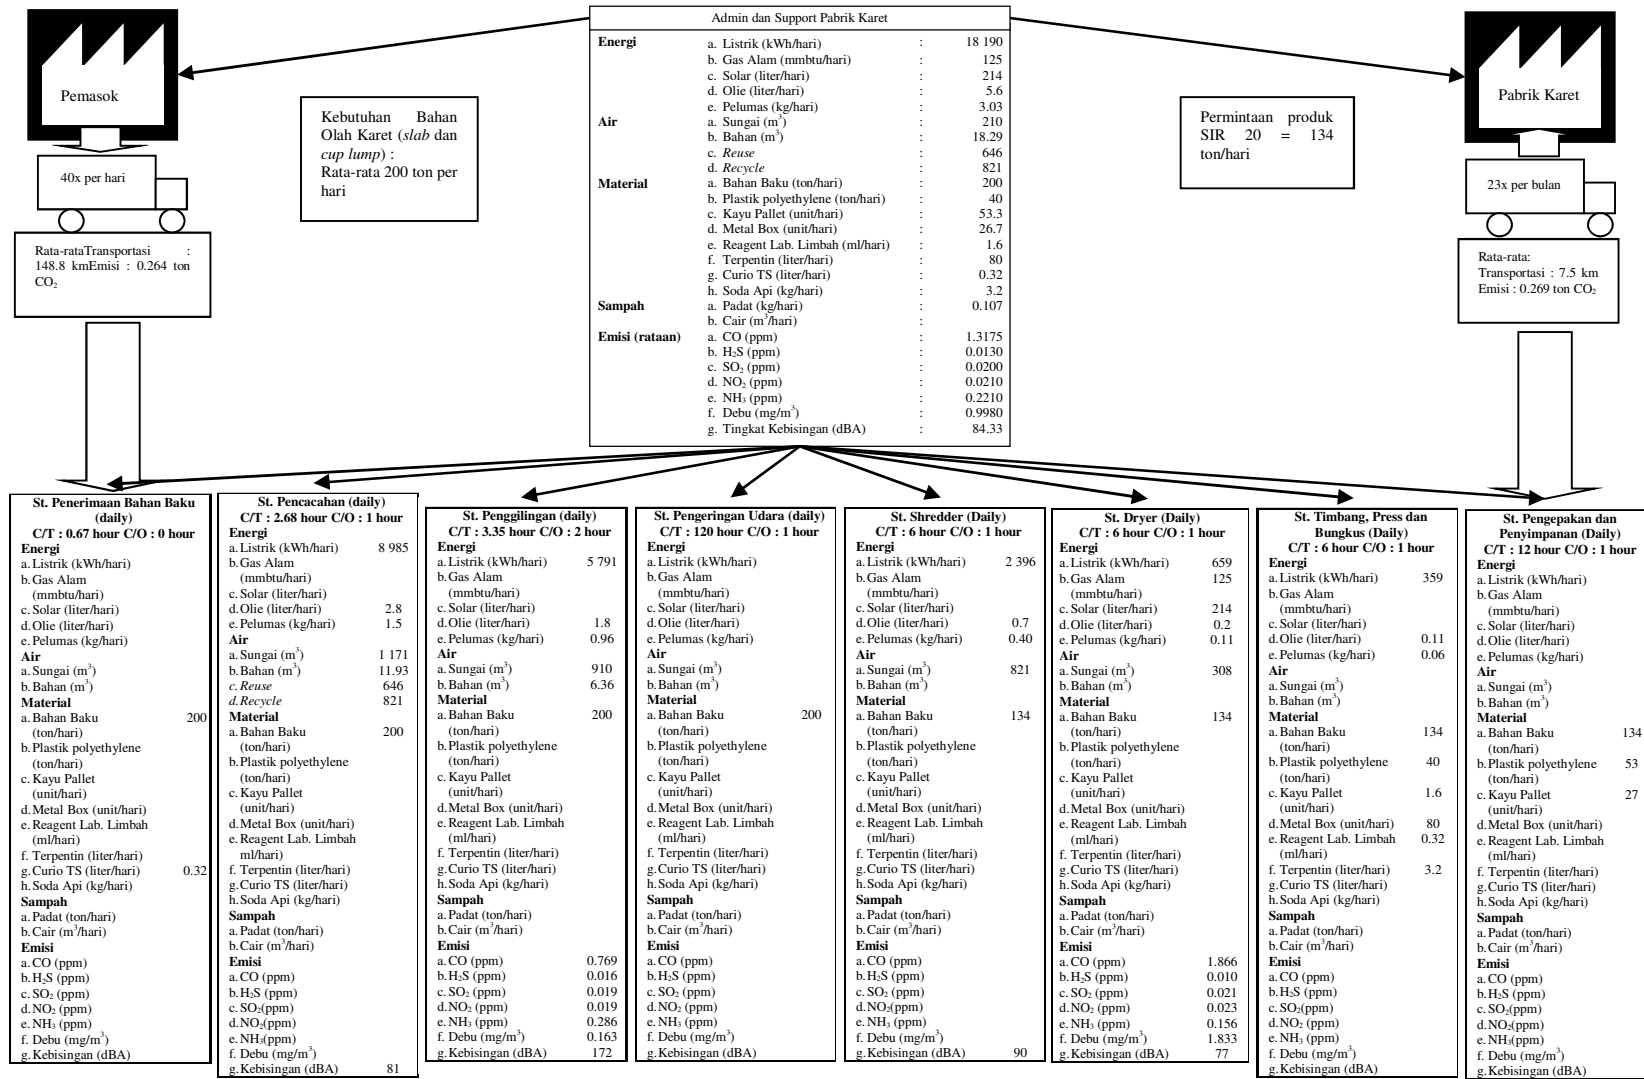 Admin dan Support Pabrik Karet
Energi a. Listrik (kWh/hari) : 18 190
b. Gas Alam (mmbtu/hari) : 125
c. Solar (liter/hari) : 214
d. Olie (liter/hari) : 5.6
e. Pelumas (kg/hari) : 3.03
Air a. Sungai (m³) : 210
b. Bahan (m³) : 18.29
c. Reuse : 646
d. Recycle : 821
Material a. Bahan Baku (ton/hari) : 200
b. Plastik polyethylene (ton/hari) : 40
c. Kayu Pallet (unit/hari) : 53.3
d. Metal Box (unit/hari) : 26.7
e. Reagent Lab. Limbah (ml/hari) : 1.6
f. Terpentin (liter/hari) : 80
g. Curio TS (liter/hari) : 0.32
h. Soda Api (kg/hari) : 3.2
Sampah a. Padat (kg/hari) : 0.107
b. Cair (m³/hari) :
Emisi (rataan) a. CO (ppm) : 1.3175
b. H₂S (ppm) : 0.0130
c. SO₂ (ppm) : 0.0200
d. NO₂ (ppm) : 0.0210
e. NH₃ (ppm) : 0.2210
f. Debu (mg/m³) : 0.9980
g. Tingkat Kebisingan (dBA) : 84.33
Pemasok
40x per hari
Rata-rataTransportasi :
148.8 kmEmisi : 0.264 ton
CO₂
Kebutuhan Bahan
Olah Karet (slab dan
cup lump) :
Rata-rata 200 ton per
hari
Permintaan produk
SIR 20 = 134
ton/hari
Pabrik Karet
23x per bulan
Rata-rata:
Transportasi : 7.5 km
Emisi : 0.269 ton CO₂
St. Penerimaan Bahan Baku
(daily)
C/T : 0.67 hour C/O : 0 hour
Energi
a. Listrik (kWh/hari)
b. Gas Alam
(mmbtu/hari)
c. Solar (liter/hari)
d. Olie (liter/hari)
e. Pelumas (kg/hari)
Air
a. Sungai (m³)
b. Bahan (m³)
Material
a. Bahan Baku 200
(ton/hari)
b. Plastik polyethylene
(ton/hari)
c. Kayu Pallet
(unit/hari)
d. Metal Box (unit/hari)
e. Reagent Lab. Limbah
(ml/hari)
f. Terpentin (liter/hari)
g. Curio TS (liter/hari) 0.32
h. Soda Api (kg/hari)
Sampah
a. Padat (ton/hari)
b. Cair (m³/hari)
Emisi
a. CO (ppm)
b. H₂S (ppm)
c. SO₂ (ppm)
d. NO₂ (ppm)
e. NH₃ (ppm)
f. Debu (mg/m³)
g. Kebisingan (dBA)
St. Pencacahan (daily)
C/T : 2.68 hour C/O : 1 hour
Energi
a. Listrik (kWh/hari) 8 985
b. Gas Alam
(mmbtu/hari)
c. Solar (liter/hari)
d. Olie (liter/hari) 2.8
e. Pelumas (kg/hari) 1.5
Air
a. Sungai (m³) 1 171
b. Bahan (m³) 11.93
c. Reuse 646
d. Recycle 821
Material
a. Bahan Baku 200
(ton/hari)
b. Plastik polyethylene
(ton/hari)
c. Kayu Pallet
(unit/hari)
d. Metal Box (unit/hari)
e. Reagent Lab. Limbah
ml/hari)
f. Terpentin (liter/hari)
g. Curio TS (liter/hari)
h. Soda Api (kg/hari)
Sampah
a. Padat (ton/hari)
b. Cair (m³/hari)
Emisi
a. CO (ppm)
b. H₂S (ppm)
c. SO₂(ppm)
d. NO₂(ppm)
e. NH₃(ppm)
f. Debu (mg/m³)
g. Kebisingan (dBA) 81
St. Penggilingan (daily)
C/T : 3.35 hour C/O : 2 hour
Energi
a. Listrik (kWh/hari) 5 791
b. Gas Alam
(mmbtu/hari)
c. Solar (liter/hari)
d. Olie (liter/hari) 1.8
e. Pelumas (kg/hari) 0.96
Air
a. Sungai (m³) 910
b. Bahan (m³) 6.36
Material
a. Bahan Baku 200
(ton/hari)
b. Plastik polyethylene
(ton/hari)
c. Kayu Pallet
(unit/hari)
d. Metal Box (unit/hari)
e. Reagent Lab. Limbah
(ml/hari)
f. Terpentin (liter/hari)
g. Curio TS (liter/hari)
h. Soda Api (kg/hari)
Sampah
a. Padat (ton/hari)
b. Cair (m³/hari)
Emisi
a. CO (ppm) 0.769
b. H₂S (ppm) 0.016
c. SO₂ (ppm) 0.019
d. NO₂ (ppm) 0.019
e. NH₃ (ppm) 0.286
f. Debu (mg/m³) 0.163
g. Kebisingan (dBA) 172
St. Pengeringan Udara (daily)
C/T : 120 hour C/O : 1 hour
Energi
a. Listrik (kWh/hari)
b. Gas Alam
(mmbtu/hari)
c. Solar (liter/hari)
d. Olie (liter/hari)
e. Pelumas (kg/hari)
Air
a. Sungai (m³)
b. Bahan (m³)
Material
a. Bahan Baku 200
(ton/hari)
b. Plastik polyethylene
(ton/hari)
c. Kayu Pallet
(unit/hari)
d. Metal Box (unit/hari)
e. Reagent Lab. Limbah
(ml/hari)
f. Terpentin (liter/hari)
g. Curio TS (liter/hari)
h. Soda Api (kg/hari)
Sampah
a. Padat (ton/hari)
b. Cair (m³/hari)
Emisi
a. CO (ppm)
b. H₂S (ppm)
c. SO₂ (ppm)
d. NO₂ (ppm)
e. NH₃ (ppm)
f. Debu (mg/m³)
g. Kebisingan (dBA)
St. Shredder (Daily)
C/T : 6 hour C/O : 1 hour
Energi
a. Listrik (kWh/hari) 2 396
b. Gas Alam
(mmbtu/hari)
c. Solar (liter/hari)
d. Olie (liter/hari) 0.7
e. Pelumas (kg/hari) 0.40
Air
a. Sungai (m³) 821
b. Bahan (m³)
Material
a. Bahan Baku 134
(ton/hari)
b. Plastik polyethylene
(ton/hari)
c. Kayu Pallet
(unit/hari)
d. Metal Box (unit/hari)
e. Reagent Lab. Limbah
(ml/hari)
f. Terpentin (liter/hari)
g. Curio TS (liter/hari)
h. Soda Api (kg/hari)
Sampah
a. Padat (ton/hari)
b. Cair (m³/hari)
Emisi
a. CO (ppm)
b. H₂S (ppm)
c. SO₂ (ppm)
d. NO₂(ppm)
e. NH₃ (ppm)
f. Debu (mg/m³)
g. Kebisingan (dBA) 90
St. Dryer (Daily)
C/T : 6 hour C/O : 1 hour
Energi
a. Listrik (kWh/hari) 659
b. Gas Alam 125
(mmbtu/hari)
c. Solar (liter/hari) 214
d. Olie (liter/hari) 0.2
e. Pelumas (kg/hari) 0.11
Air
a. Sungai (m³) 308
b. Bahan (m³)
Material
a. Bahan Baku 134
(ton/hari)
b. Plastik polyethylene
(ton/hari)
c. Kayu Pallet
(unit/hari)
d. Metal Box (unit/hari)
e. Reagent Lab. Limbah
(ml/hari)
f. Terpentin (liter/hari)
g. Curio TS (liter/hari)
h. Soda Api (kg/hari)
Sampah
a. Padat (ton/hari)
b. Cair (m³/hari)
Emisi
a. CO (ppm) 1.866
b. H₂S (ppm) 0.010
c. SO₂ (ppm) 0.021
d. NO₂ (ppm) 0.023
e. NH₃ (ppm) 0.156
f. Debu (mg/m³) 1.833
g. Kebisingan (dBA) 77
St. Timbang, Press dan
Bungkus (Daily)
C/T : 6 hour C/O : 1 hour
Energi
a. Listrik (kWh/hari) 359
b. Gas Alam
(mmbtu/hari)
c. Solar (liter/hari)
d. Olie (liter/hari) 0.11
e. Pelumas (kg/hari) 0.06
Air
a. Sungai (m³)
b. Bahan (m³)
Material
a. Bahan Baku 134
(ton/hari)
b. Plastik polyethylene 40
(ton/hari)
c. Kayu Pallet 1.6
(unit/hari)
d. Metal Box (unit/hari) 80
e. Reagent Lab. Limbah 0.32
(ml/hari)
f. Terpentin (liter/hari) 3.2
g. Curio TS (liter/hari)
h. Soda Api (kg/hari)
Sampah
a. Padat (ton/hari)
b. Cair (m³/hari)
Emisi
a. CO (ppm)
b. H₂S (ppm)
c. SO₂(ppm)
d. NO₂(ppm)
e. NH₃ (ppm)
f. Debu (mg/m³)
g. Kebisingan (dBA)
St. Pengepakan dan
Penyimpanan (Daily)
C/T : 12 hour C/O : 1 hour
Energi
a. Listrik (kWh/hari)
b. Gas Alam
(mmbtu/hari)
c. Solar (liter/hari)
d. Olie (liter/hari)
e. Pelumas (kg/hari)
Air
a. Sungai (m³)
b. Bahan (m³)
Material
a. Bahan Baku 134
(ton/hari)
b. Plastik polyethylene 53
(ton/hari)
c. Kayu Pallet 27
(unit/hari)
d. Metal Box (unit/hari)
e. Reagent Lab. Limbah
(ml/hari)
f. Terpentin (liter/hari)
g. Curio TS (liter/hari)
h. Soda Api (kg/hari)
Sampah
a. Padat (ton/hari)
b. Cair (m³/hari)
Emisi
a. CO (ppm)
b. H₂S (ppm)
c. SO₂(ppm)
d. NO₂(ppm)
e. NH₃(ppm)
f. Debu (mg/m³)
g. Kebisingan (dBA)